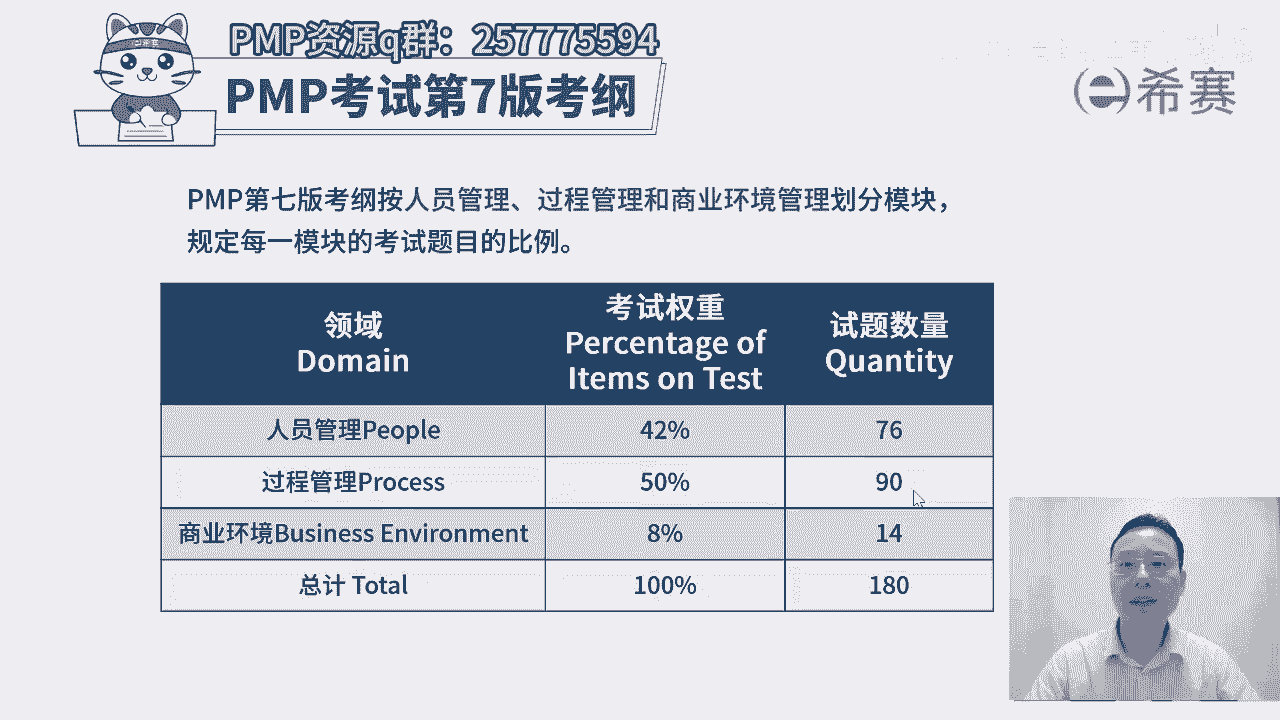 PMP资源q群：257775594
PMP考试第7版考纲
希赛
PMP第七版考纲按人员管理、过程管理和商业环境管理划分模块，
规定每一模块的考试题目的比例。
领域
Domain
考试权重
Percentage of
Items on Test
试题数量
Quantity
人员管理People
42%
76
过程管理Process
50%
90
商业环境Business Environment
8%
14
总计 Total
100%
180